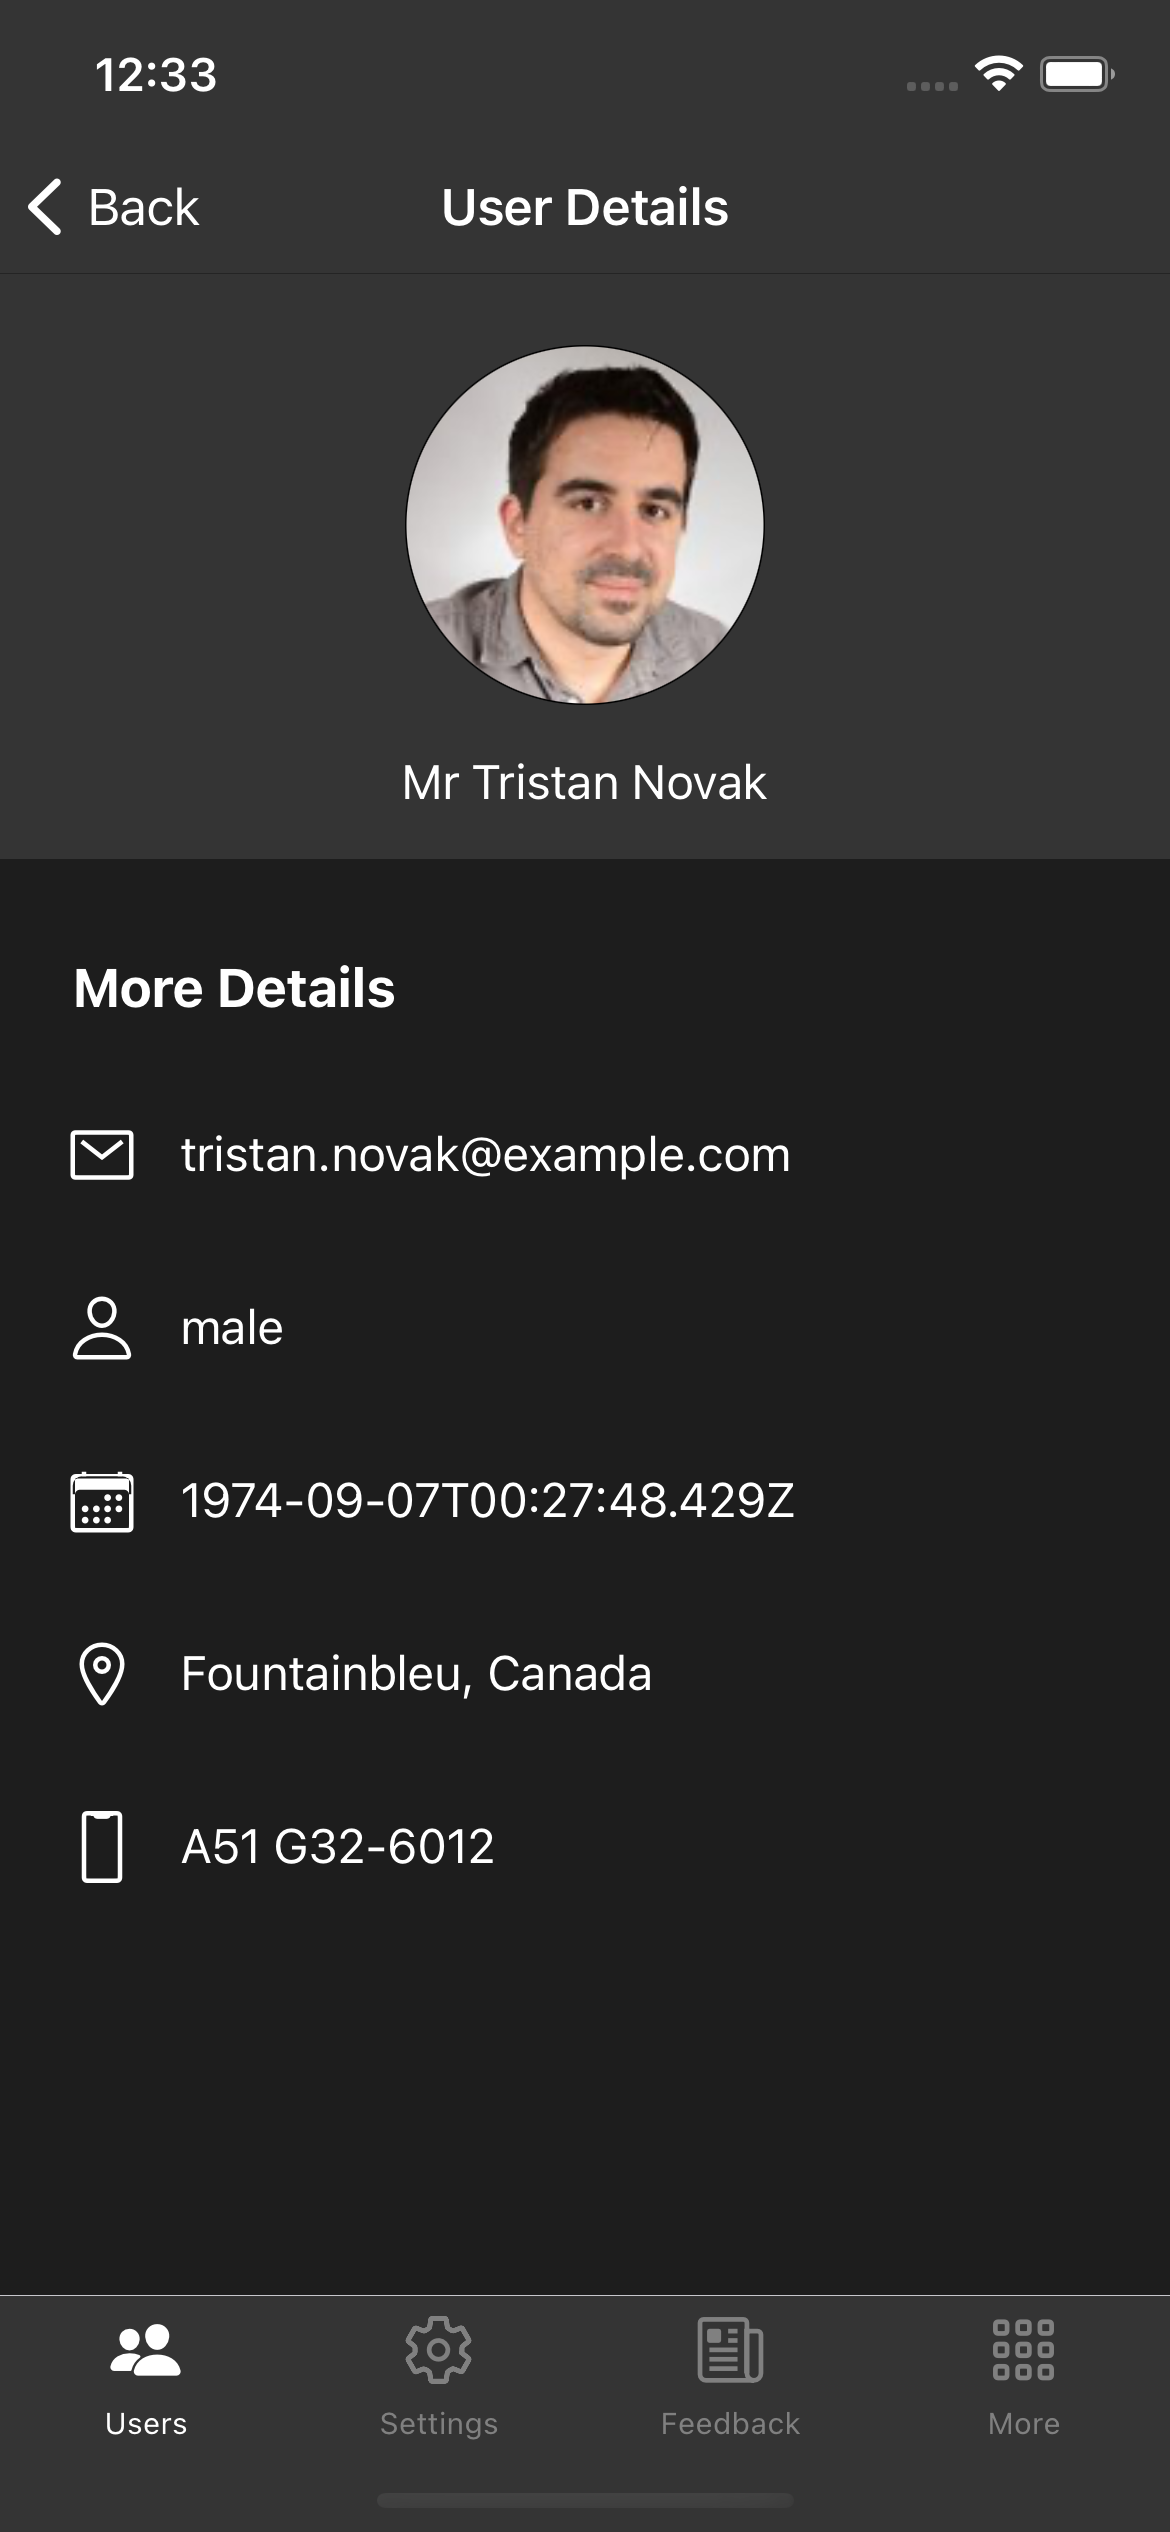 12:33
Back
User Details
Mr Tristan Novak
More Details
tristan.novak@example.com
male
1974-09-07T00:27:48.429Z
Fountainbleu, Canada
A51 G32-6012
Users
Settings
Feedback
More